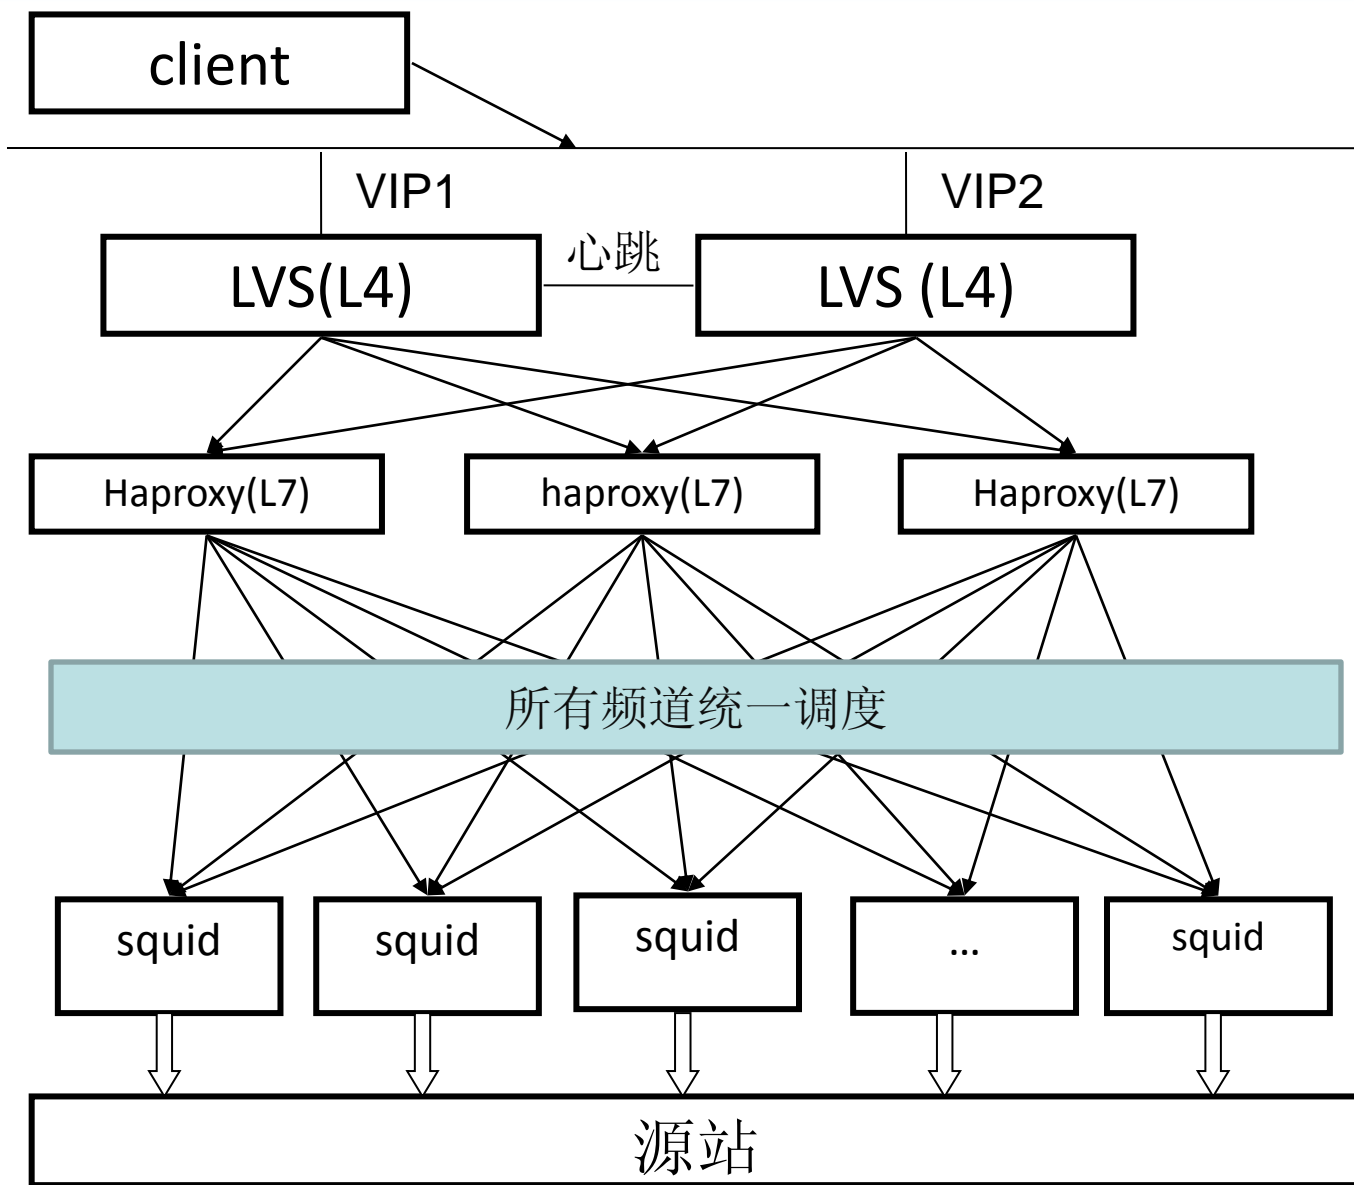 client
VIP1
VIP2
心跳
LVS(L4)
LVS (L4)
Haproxy(L7)
haproxy(L7)
Haproxy(L7)
所有频道统一调度
squid
squid
squid
...
squid
源站